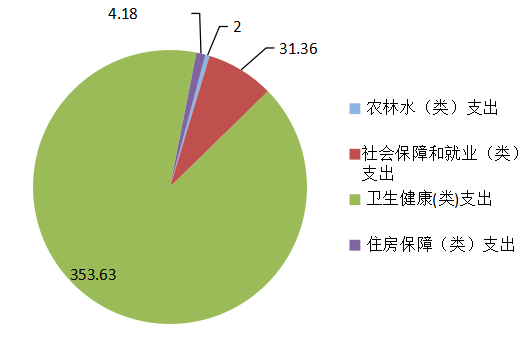 4.18
2
31.36
353.63
农林水（类）支出
社会保障和就业（类）
支出
卫生健康(类)支出
住房保障（类）支出